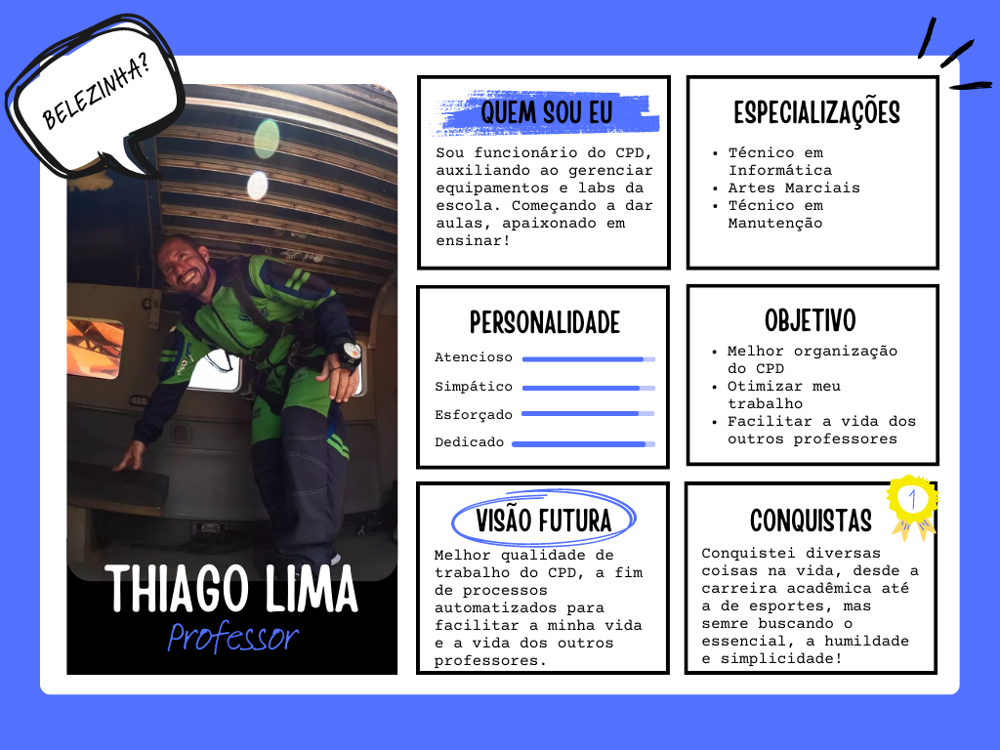 BELEZINHA?
THIAGO LIMA
Professor
QUEM SOU EU
Sou funcionário do CPD,
auxiliando ao gerenciar
equipamentos e labs da
escola. Começando a dar
aulas, apaixonado em
ensinar!
ESPECIALIZAÇÕES
• Técnico em
Informática
• Artes Marciais
• Técnico em
Manutenção
PERSONALIDADE
Atencioso
Simpático
Esforçado
Dedicado
OBJETIVO
• Melhor organização
do CPD
• Otimizar meu
trabalho
• Facilitar a vida dos
outros professores
VISÃO FUTURA
Melhor qualidade de
trabalho do CPD, a fim
de processos
automatizados para
facilitar a minha vida
e a vida dos outros
professores.
1
CONQUISTAS
Conquistei diversas
coisas na vida, desde a
carreira acadêmica até
a de esportes, mas
semre buscando o
essencial, a humildade
e simplicidade!